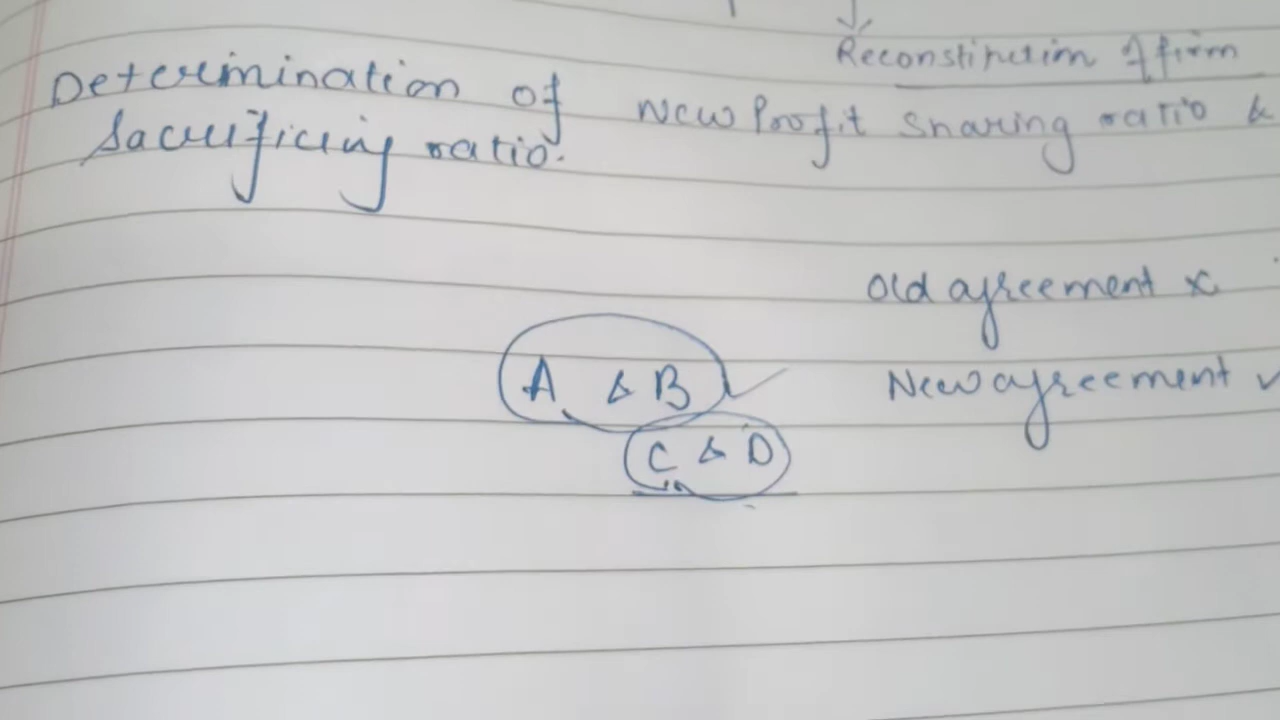 Reconstitution of firm
Determination of New Profit Sharing ratio &
Sacrificing ratio.
Old agreement x
A & B ✓
New agreement ✓
C & D